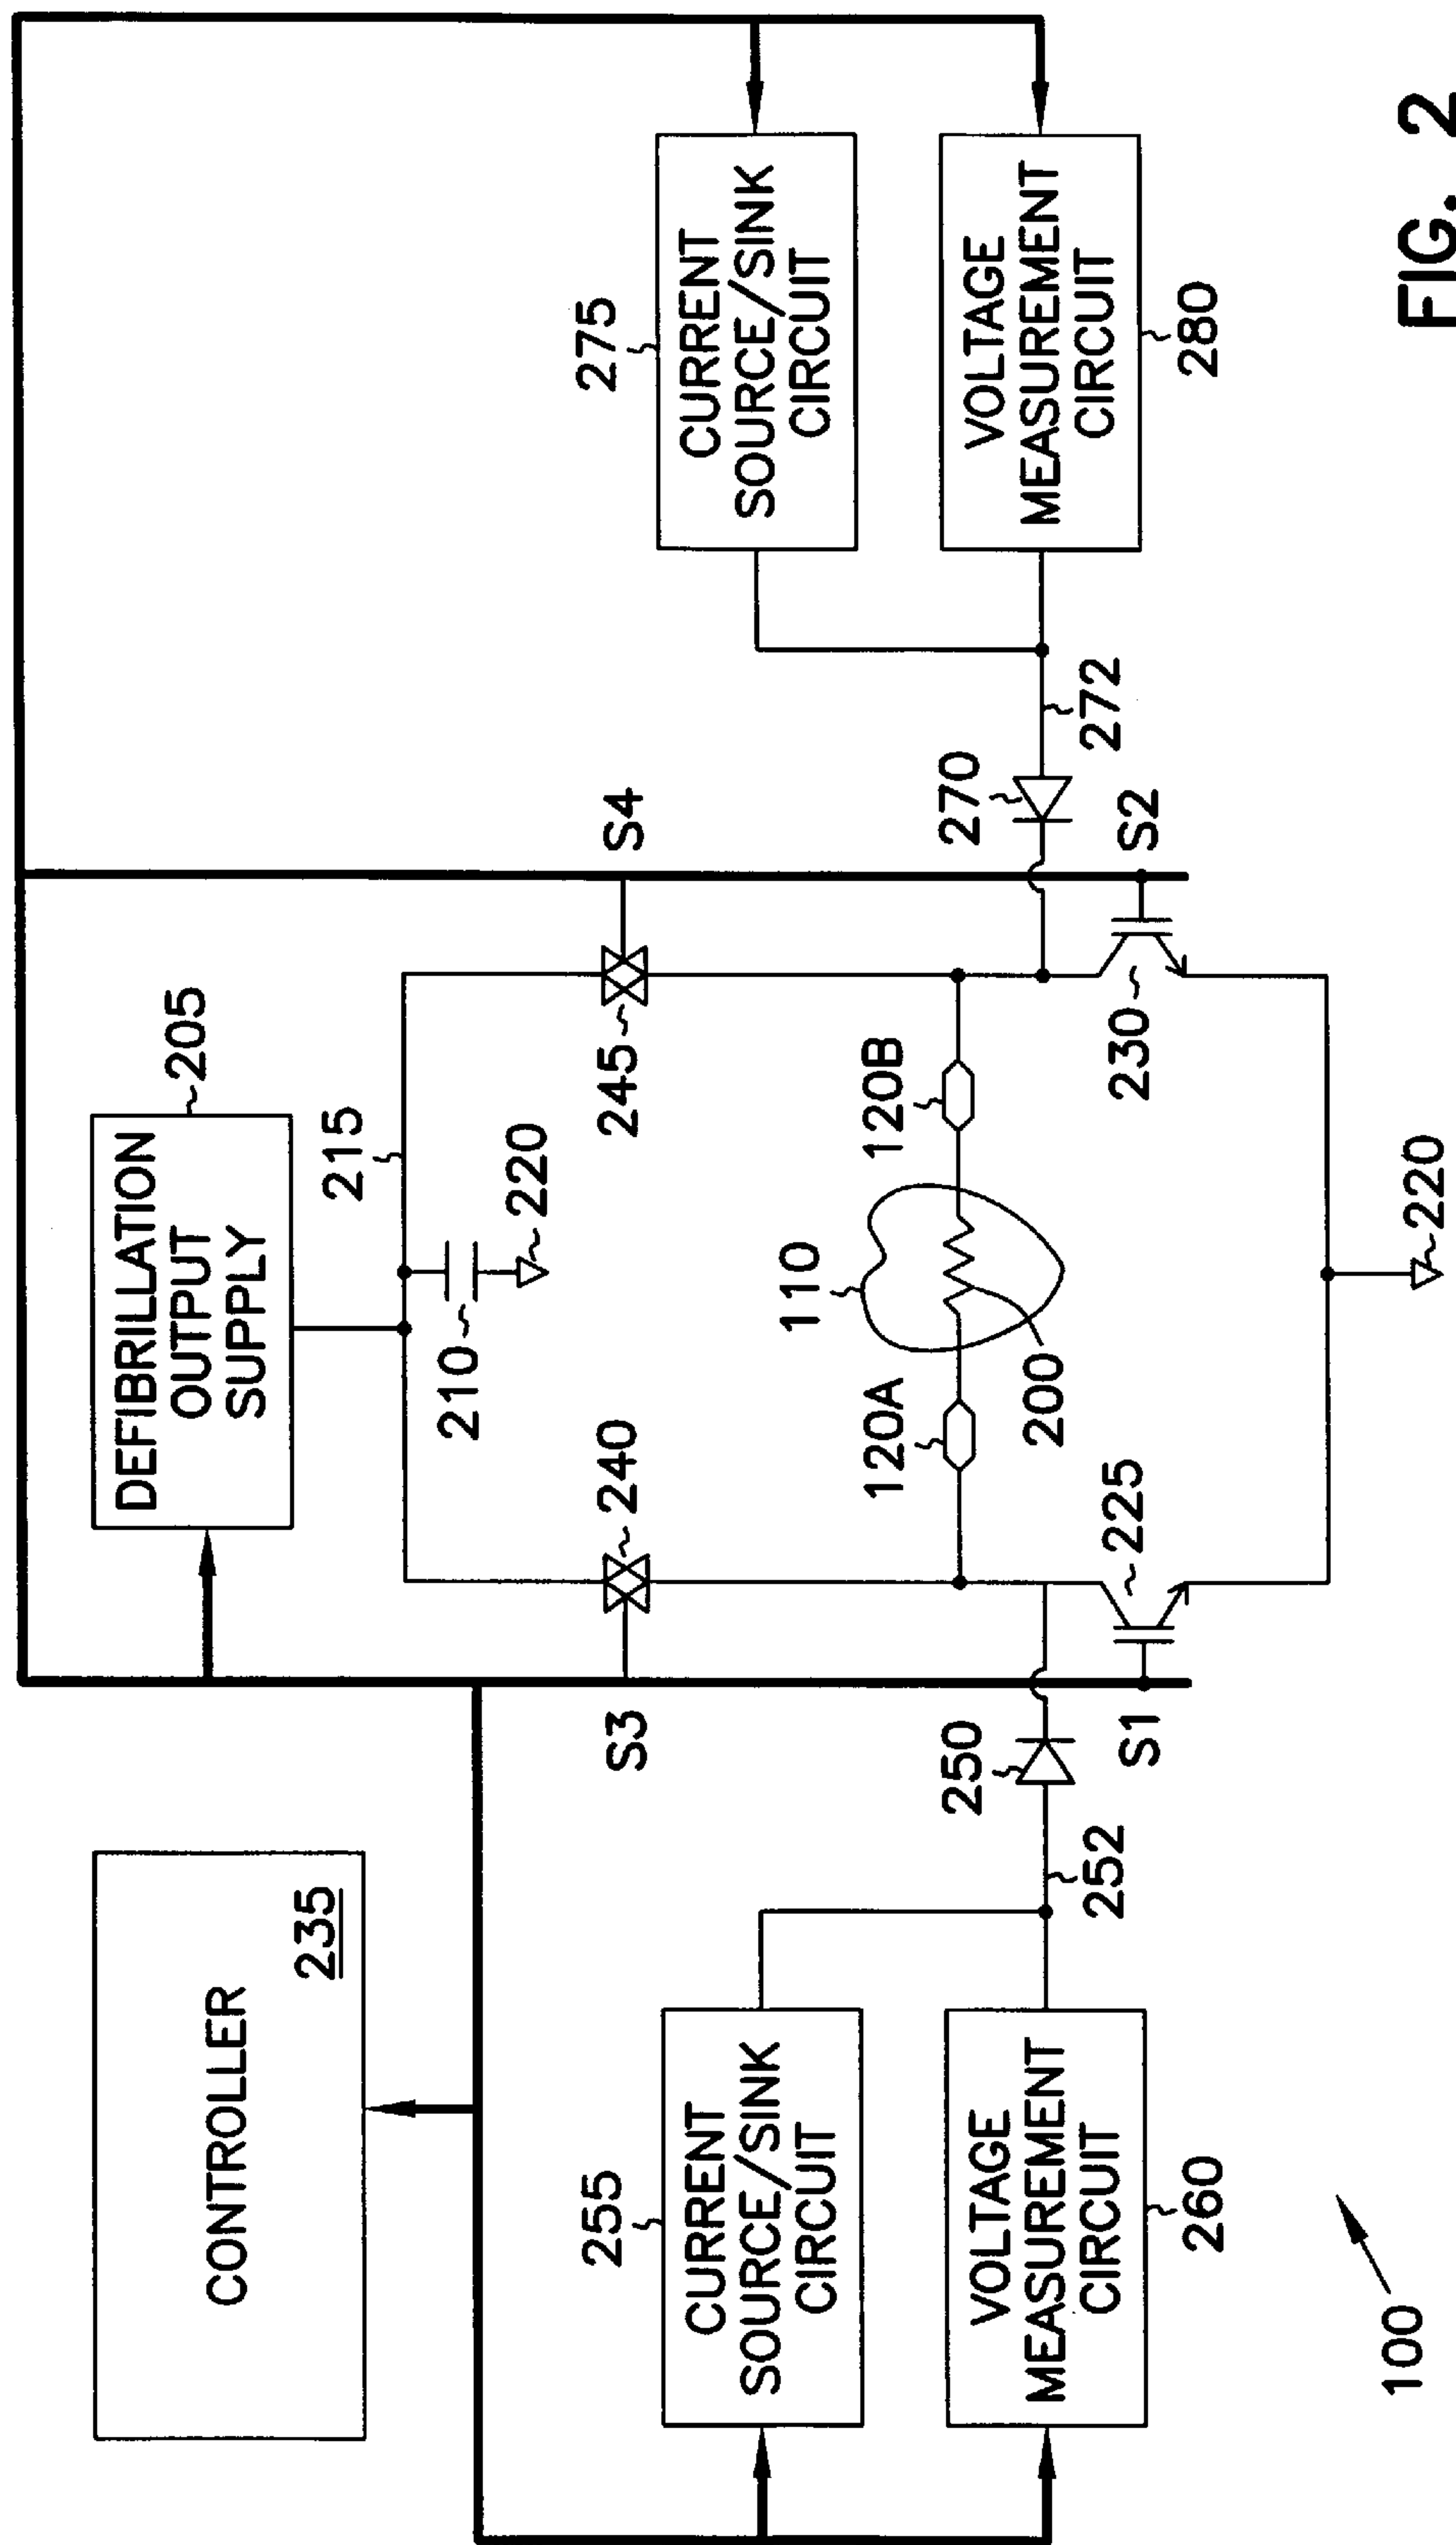 CONTROLLER
235
DEFIBRILLATION
OUTPUT
SUPPLY
205
215
210
220
S3
240
245
S4
255
CURRENT
SOURCE/SINK
CIRCUIT
275
CURRENT
SOURCE/SINK
CIRCUIT
110
120A
120B
200
250
252
270
272
VOLTAGE
MEASUREMENT
CIRCUIT
260
VOLTAGE
MEASUREMENT
CIRCUIT
280
S1
225
230
S2
220
100
FIG. 2